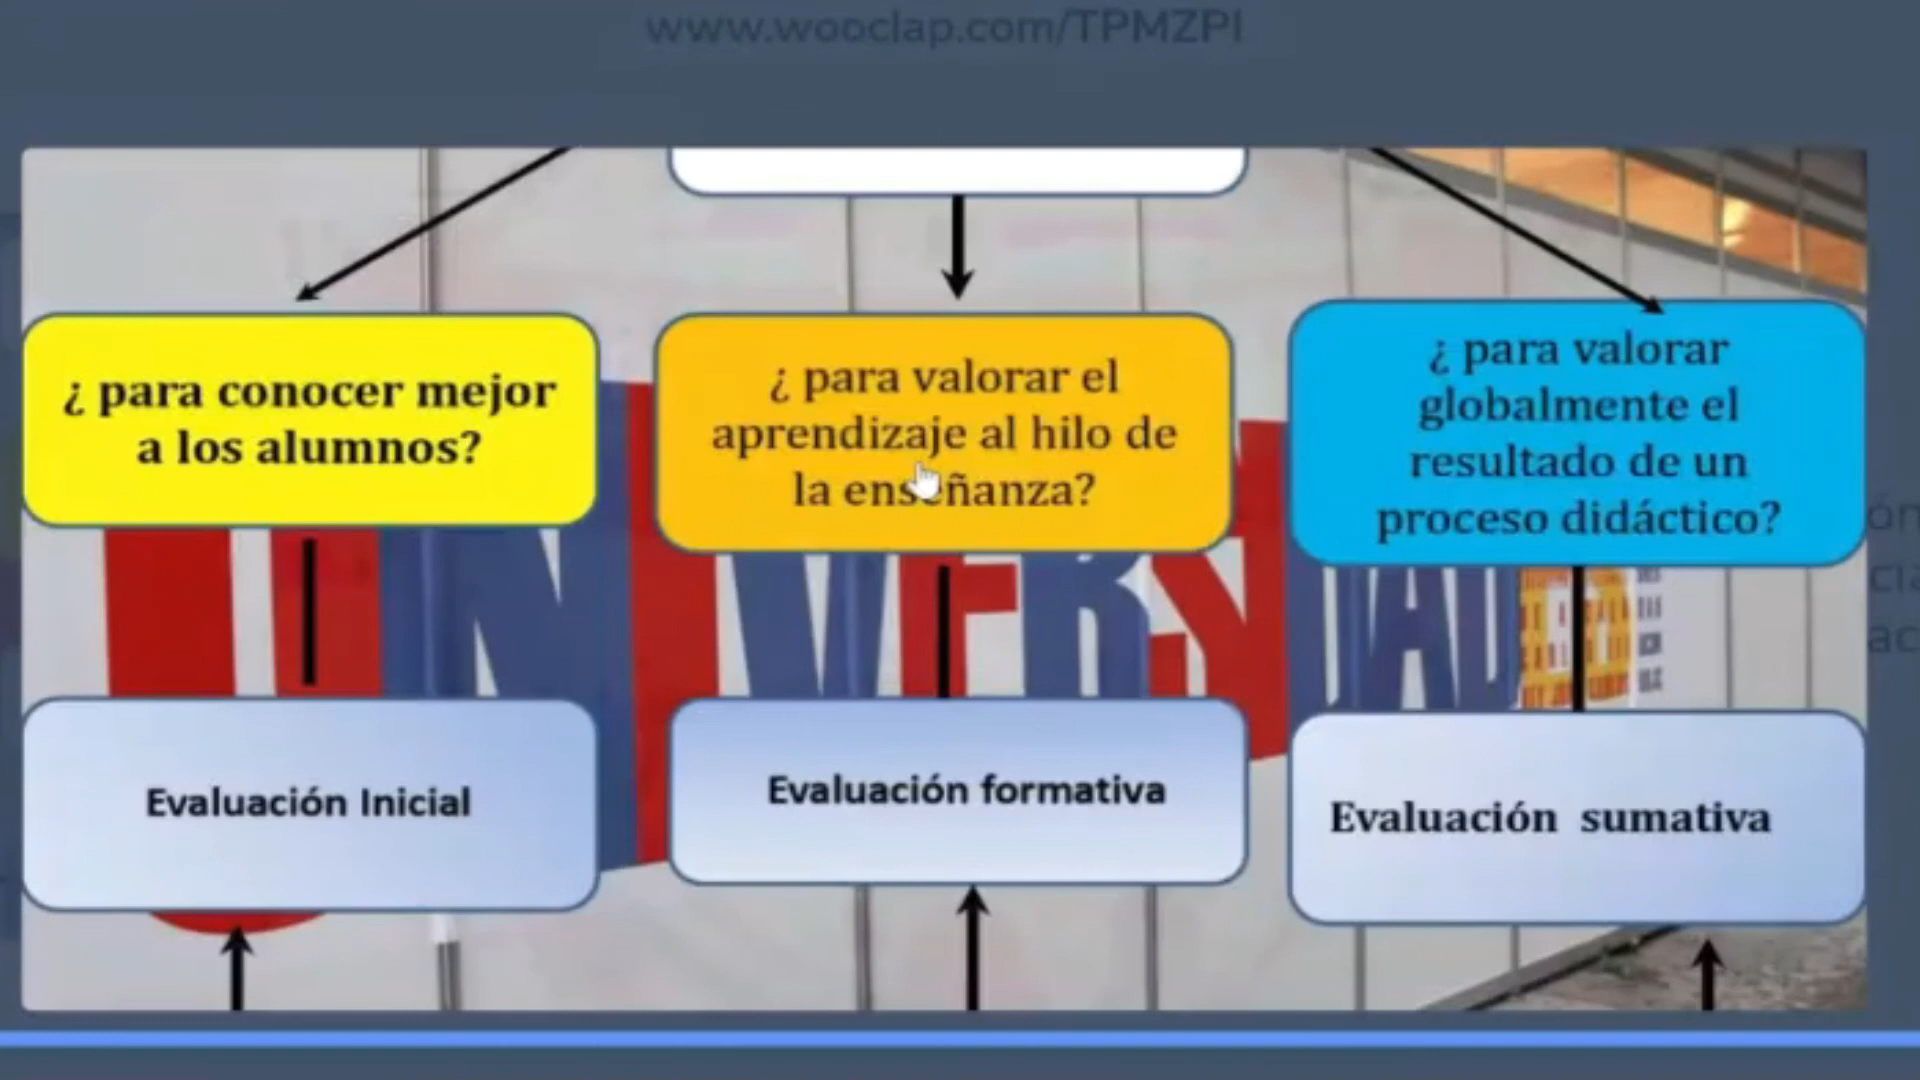 www.wooclap.com/TPMZPI
¿ para conocer mejor
a los alumnos?
¿ para valorar el
aprendizaje al hilo de
la enseñanza?
¿ para valorar
globalmente el
resultado de un
proceso didáctico?
UNIVERSIDAD
Evaluación Inicial
Evaluación formativa
Evaluación sumativa